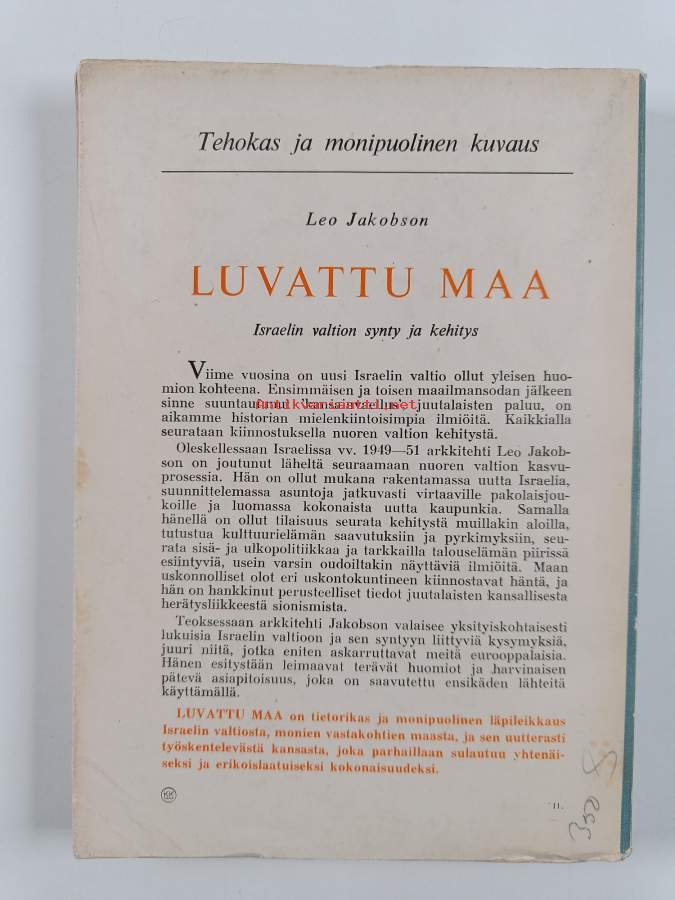 Tehokas ja monipuolinen kuvaus
Leo Jakobson
LUVATTU MAA
Israelin valtion synty ja kehitys
Viime vuosina on uusi Israelin valtio ollut yleisen huo-
mion kohteena. Ensimmäisen ja toisen maailmansodan jälkeen
sinne suuntautunut juutalaisten paluu, on
antikvariaatti.net
aikamme historian mielenkiintoisimpia ilmiöitä. Kaikkialla
seurataan kiinnostuksella nuoren valtion kehitystä.
Oleskellessaan Israelissa vv. 1949—51 arkkitehti Leo Jakob-
son on joutunut läheltä seuraamaan nuoren valtion kasvu-
prosessia. Hän on ollut mukana rakentamassa uutta Israelia,
suunnittelemassa asuntoja jatkuvasti virtaaville pakolaisjou-
koille ja luomassa kokonaista uutta kaupunkia. Samalla
hänellä on ollut tilaisuus seurata kehitystä muillakin aloilla,
tutustua kulttuurielämän saavutuksiin ja pyrkimyksiin, seu-
rata sisä- ja ulkopolitiikkaa ja tarkkailla talouselämän piirissä
esiintyviä, usein varsin oudoiltakin näyttäviä ilmiöitä. Maan
uskonnolliset olot eri uskontokuntineen kiinnostavat häntä, ja
hän on hankkinut perusteelliset tiedot juutalaisten kansallisesta
herätysliikkeestä sionismista.
Teoksessaan arkkitehti Jakobson valaisee yksityiskohtaisesti
lukuisia Israelin valtioon ja sen syntyyn liittyviä kysymyksiä,
juuri niitä, jotka eniten askarruttavat meitä eurooppalaisia.
Hänen esitystään leimaavat terävät huomiot ja harvinaisen
pätevä asiapitoisuus, joka on saavutettu ensikäden lähteitä
käyttämällä.
LUVATTU MAA on tietorikas ja monipuolinen läpileikkaus
Israelin valtiosta, monien vastakohtien maasta, ja sen uutterasti
työskentelevästä kansasta, joka parhaillaan sulautuu yhtenäi-
seksi ja erikoislaatuiseksi kokonaisuudeksi.
KK
11.
350